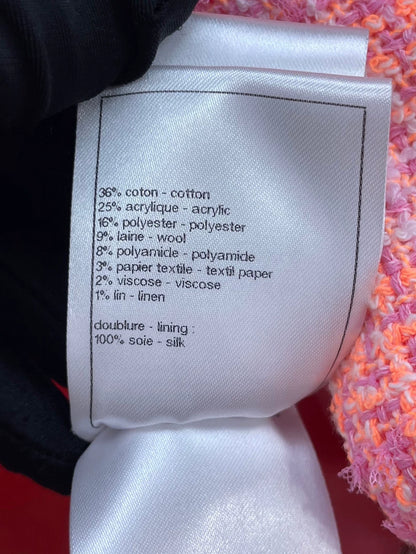 36% coton - cotton
25% acrylique - acrylic
16% polyester - polyester
9% laine - wool
8% polyamide - polyamide
3% papier textile - textil paper
2% viscose - viscose
1% lin - linen
doublure - lining :
100% soie - silk